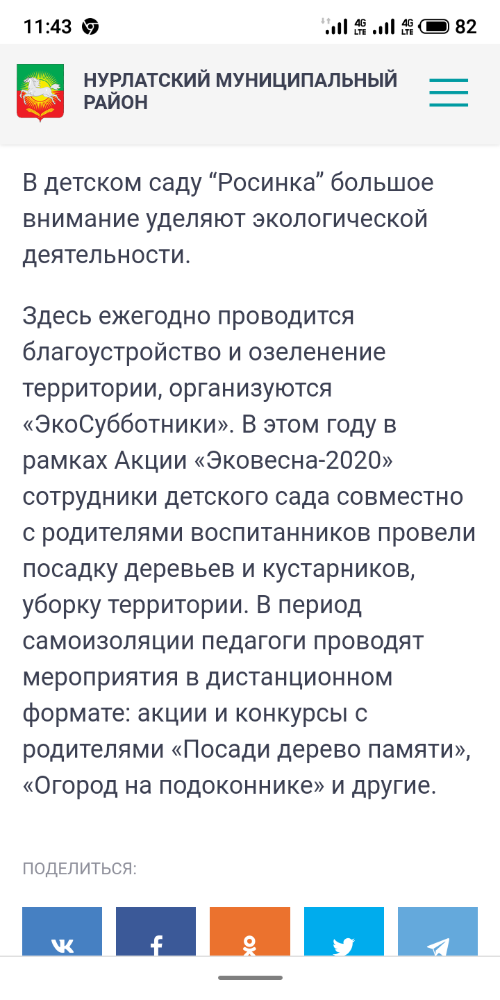 11:43 4G LTE 4G LTE 82
НУРЛАТСКИЙ МУНИЦИПАЛЬНЫЙ
РАЙОН
В детском саду “Росинка” большое
внимание уделяют экологической
деятельности.
Здесь ежегодно проводится
благоустройство и озеленение
территории, организуются
«ЭкоСубботники». В этом году в
рамках Акции «Эковесна-2020»
сотрудники детского сада совместно
с родителями воспитанников провели
посадку деревьев и кустарников,
уборку территории. В период
самоизоляции педагоги проводят
мероприятия в дистанционном
формате: акции и конкурсы с
родителями «Посади дерево памяти»,
«Огород на подоконнике» и другие.
ПОДЕЛИТЬСЯ: